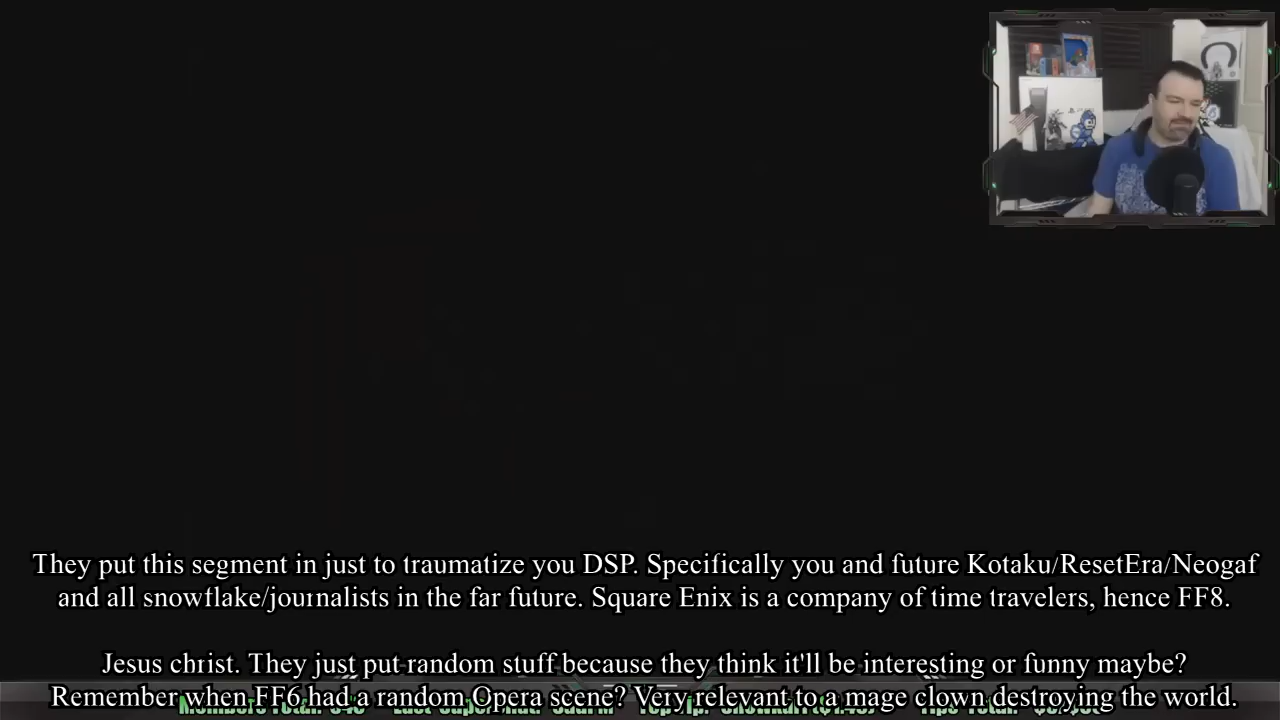 They put this segment in just to traumatize you DSP. Specifically you and future Kotaku/ResetEra/Neogaf
and all snowflake/journalists in the far future. Square Enix is a company of time travelers, hence FF8.
Jesus christ. They just put random stuff because they think it'll be interesting or funny maybe?
Remember when FF6 had a random Opera scene? Very relevant to a mage clown destroying the world.